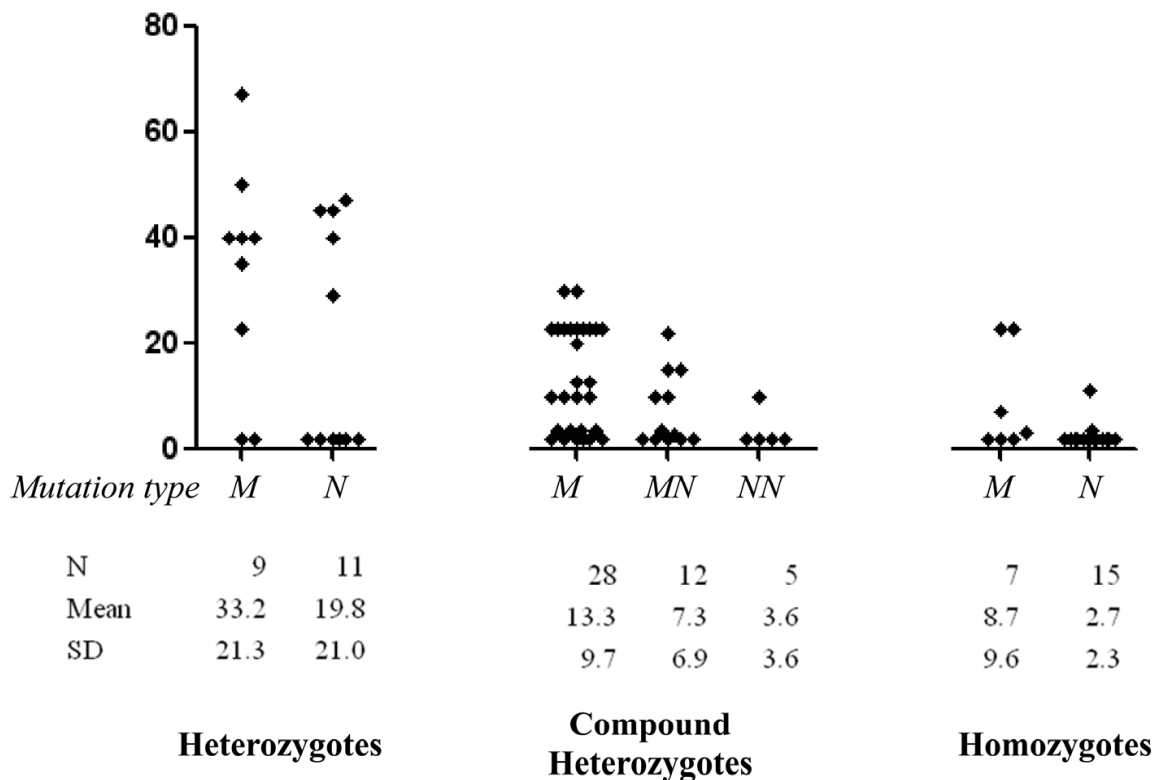 80
60
40
20
0
Mutation type M N M MN NN M N
N 9 11 28 12 5 7 15
Mean 33.2 19.8 13.3 7.3 3.6 8.7 2.7
SD 21.3 21.0 9.7 6.9 3.6 9.6 2.3
Heterozygotes
Compound
Heterozygotes
Homozygotes